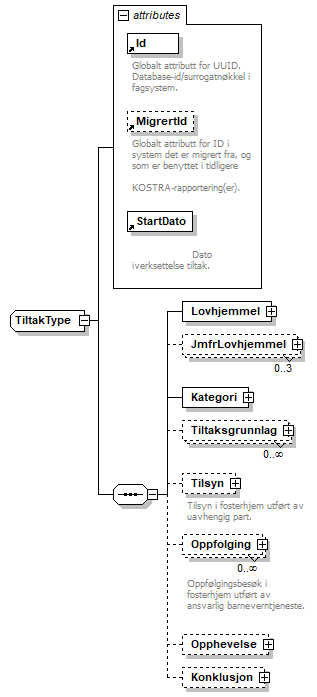 attributes
Id
Globalt attributt for UUID.
Database-id/surrogatnøkkel i
fagsystem.
MigrertId
Globalt attributt for ID i
system det er migrert fra, og
som er benyttet i tidligere
KOSTRA-rapportering(er).
StartDato
Dato
iverksettelse tiltak.
TiltakType
Lovhjemmel
JmfrLovhjemmel
0..3
Kategori
Tiltaksgrunnlag
0..∞
Tilsyn
Tilsyn i fosterhjem utført av
uavhengig part.
Oppfolging
0..∞
Oppfølgingsbesøk i
fosterhjem utført av
ansvarlig barneverntjeneste.
Opphevelse
Konklusjon